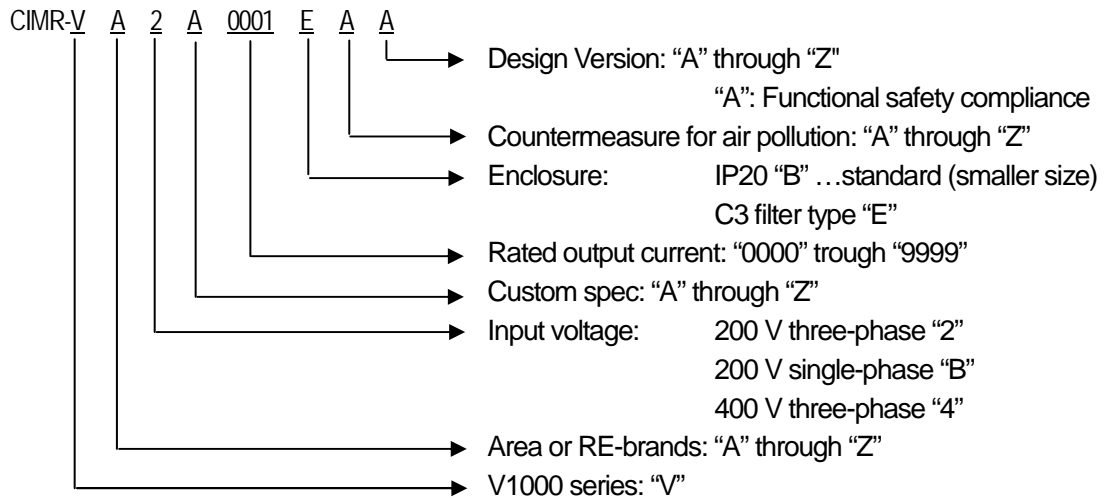 CIMR-V A 2 A 0001 E A A
Design Version: “A” through “Z"
“A”: Functional safety compliance
Countermeasure for air pollution: “A” through “Z”
Enclosure: IP20 “B” …standard (smaller size)
C3 filter type “E”
Rated output current: “0000” trough “9999”
Custom spec: “A” through “Z”
Input voltage: 200 V three-phase “2”
200 V single-phase “B”
400 V three-phase “4”
Area or RE-brands: “A” through “Z”
V1000 series: “V”